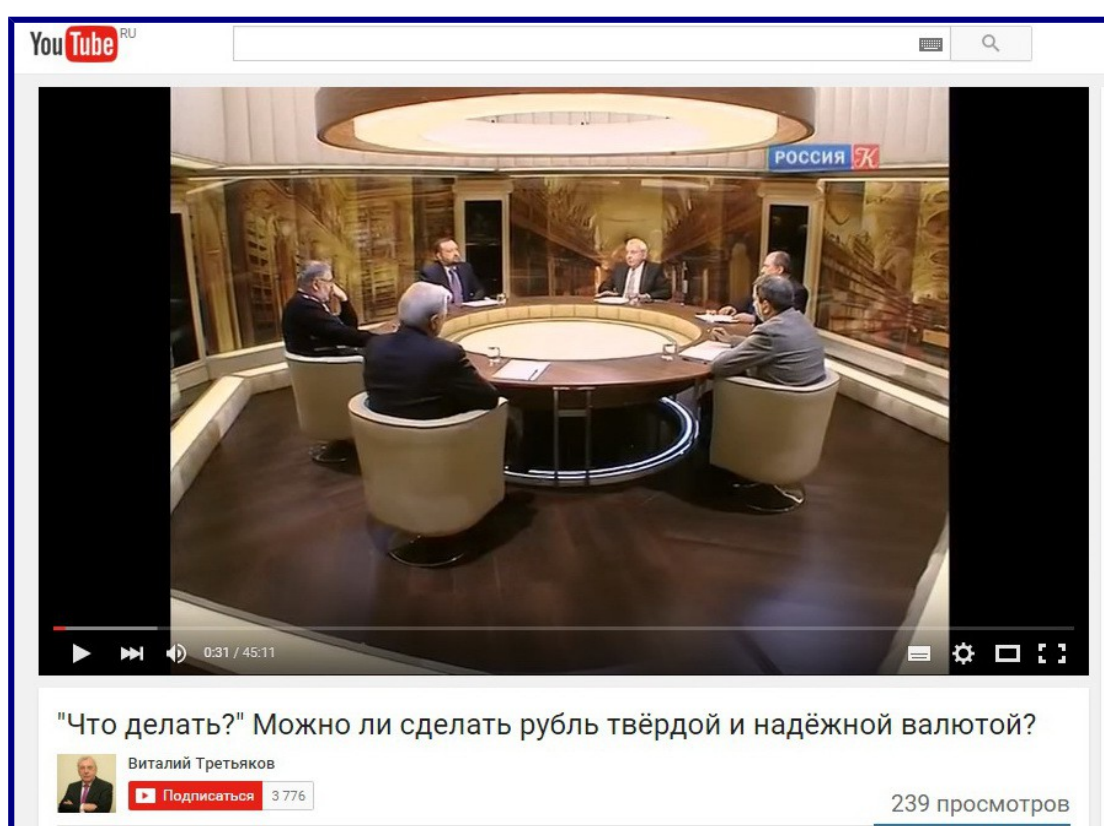 YouTube RU
РОССИЯ К
0:31 / 45:11
"Что делать?" Можно ли сделать рубль твёрдой и надёжной валютой?
Виталий Третьяков
Подписаться 3 776
239 просмотров